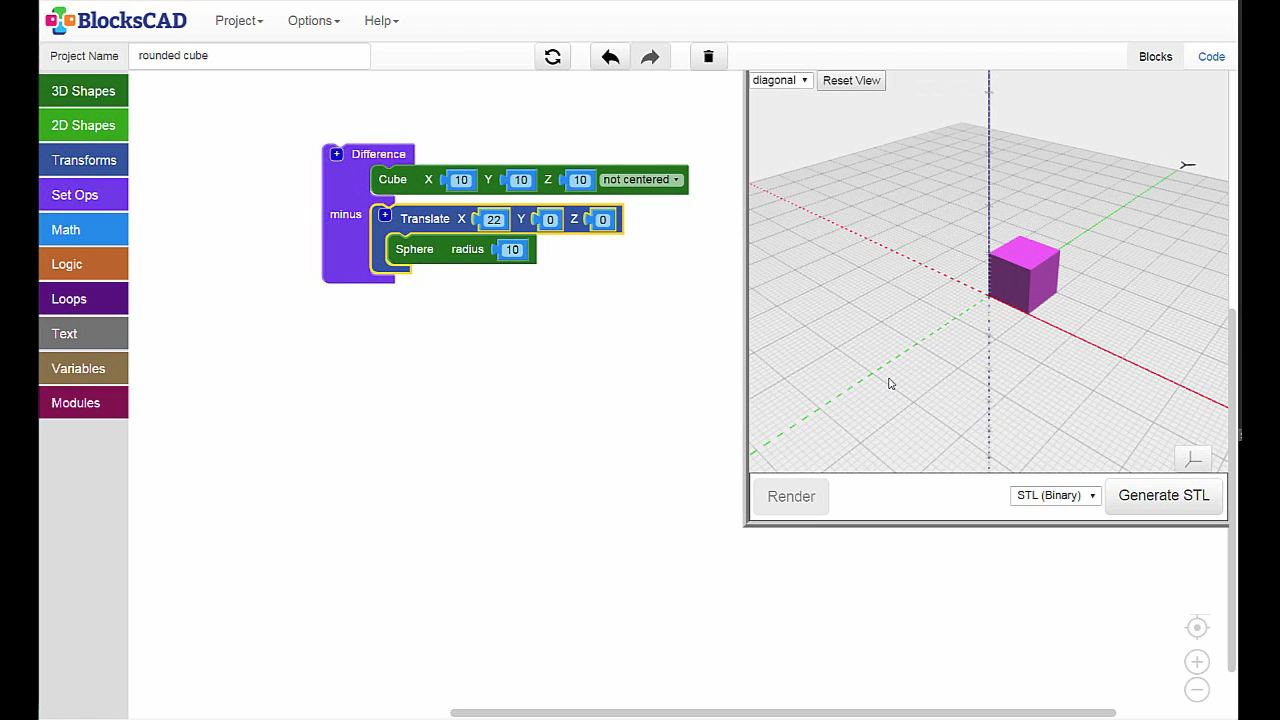 BlocksCAD Project Options Help
Project Name rounded cube Blocks Code
diagonal Reset View
3D Shapes
2D Shapes
Transforms
Set Ops
Math
Logic
Loops
Text
Variables
Modules
Difference
Cube X 10 Y 10 Z 10 not centered
minus
Translate X 22 Y 0 Z 0
Sphere radius 10
Render STL (Binary) Generate STL